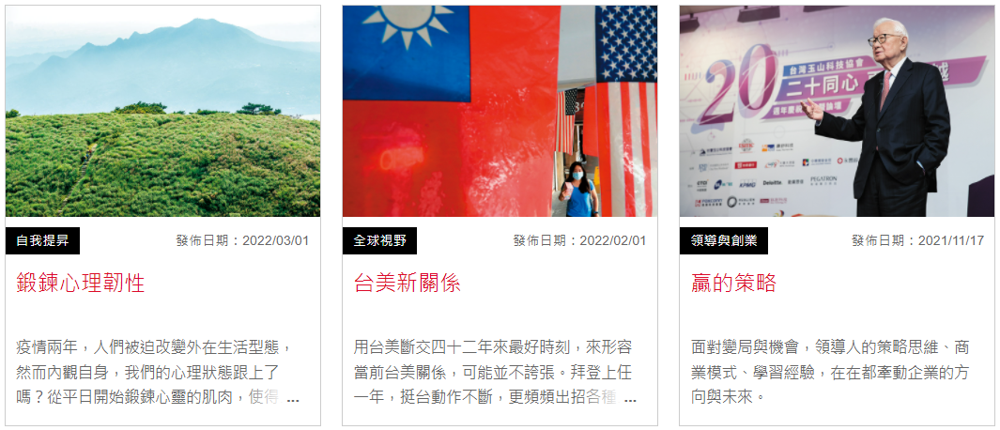 20
台灣玉山科技協會
二十同心
KPMG
Deloitte
PEGATRON
自我提昇
發佈日期：2022/03/01
鍛鍊心理韌性
疫情兩年，人們被迫改變外在生活型態，
然而內觀自身，我們的心理狀態跟上了
嗎？從平日開始鍛鍊心靈的肌肉，使得 ...
全球視野
發佈日期：2022/02/01
台美新關係
用台美斷交四十二年來最好時刻，來形容
當前台美關係，可能並不誇張。拜登上任
一年，挺台動作不斷，更頻頻出招各種 ...
領導與創業
發佈日期：2021/11/17
贏的策略
面對變局與機會，領導人的策略思維、商
業模式、學習經驗，在在都牽動企業的方
向與未來。